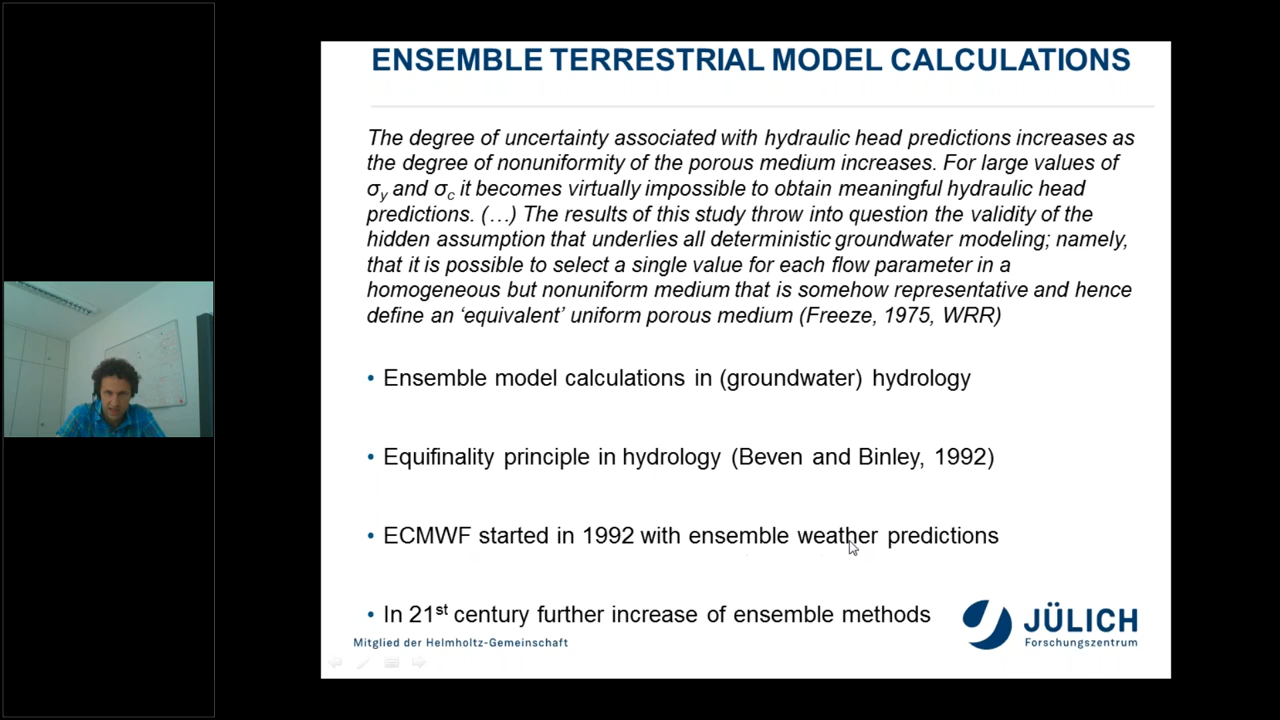 ENSEMBLE TERRESTRIAL MODEL CALCULATIONS
The degree of uncertainty associated with hydraulic head predictions increases as
the degree of nonuniformity of the porous medium increases. For large values of
σy and σc it becomes virtually impossible to obtain meaningful hydraulic head
predictions. (…) The results of this study throw into question the validity of the
hidden assumption that underlies all deterministic groundwater modeling; namely,
that it is possible to select a single value for each flow parameter in a
homogeneous but nonuniform medium that is somehow representative and hence
define an ‘equivalent’ uniform porous medium (Freeze, 1975, WRR)
• Ensemble model calculations in (groundwater) hydrology
• Equifinality principle in hydrology (Beven and Binley, 1992)
• ECMWF started in 1992 with ensemble weather predictions
• In 21st century further increase of ensemble methods
Mitglied der Helmholtz-Gemeinschaft
JÜLICH
Forschungszentrum